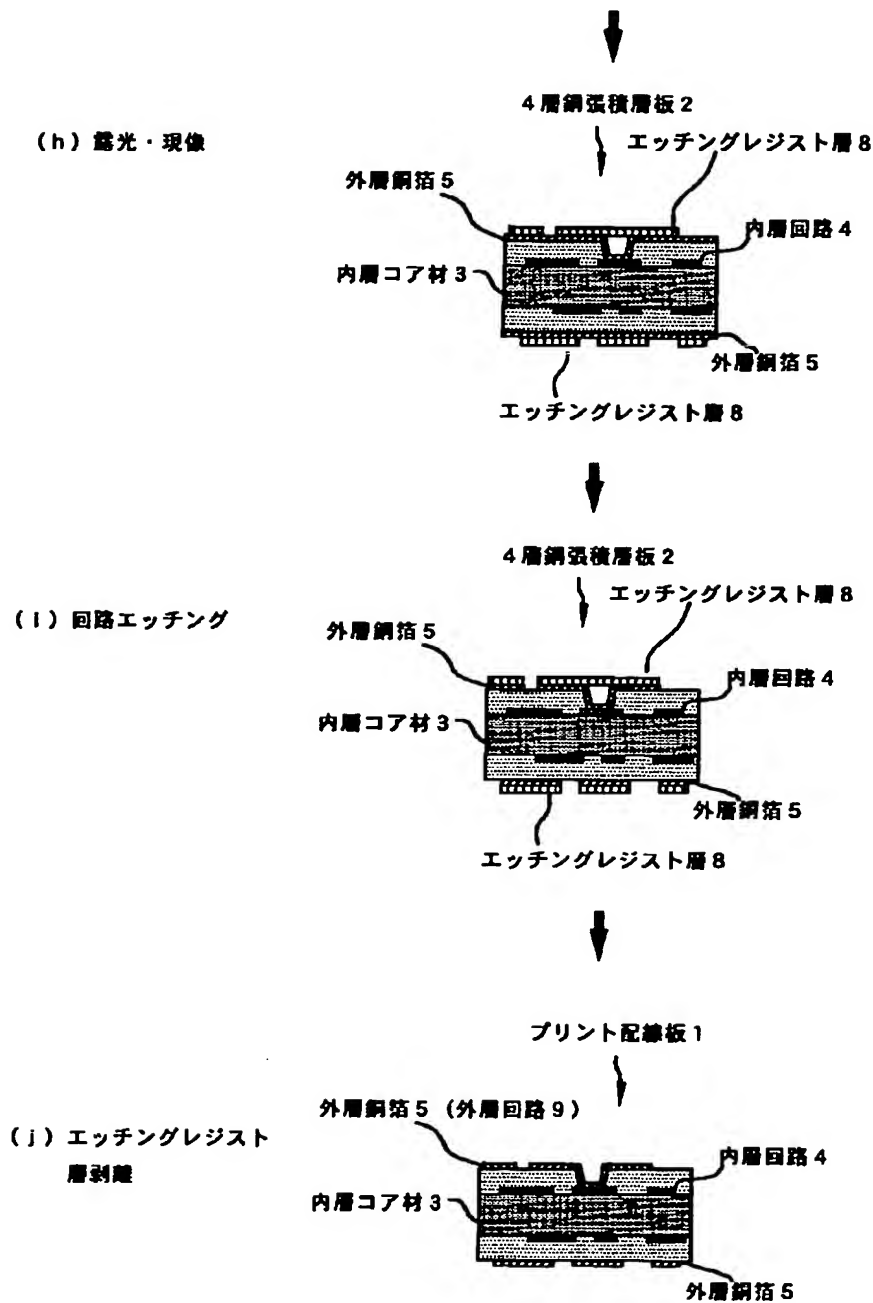 4層銅張積層板2
(h) 露光・現像
エッチングレジスト層8
外層銅箔5
内層回路4
内層コア材3
外層銅箔5
エッチングレジスト層8
4層銅張積層板2
エッチングレジスト層8
(i) 回路エッチング
外層銅箔5
内層回路4
内層コア材3
外層銅箔5
エッチングレジスト層8
プリント配線板1
外層銅箔5 (外層回路9)
(j) エッチングレジスト
層剥離
内層回路4
内層コア材3
外層銅箔5